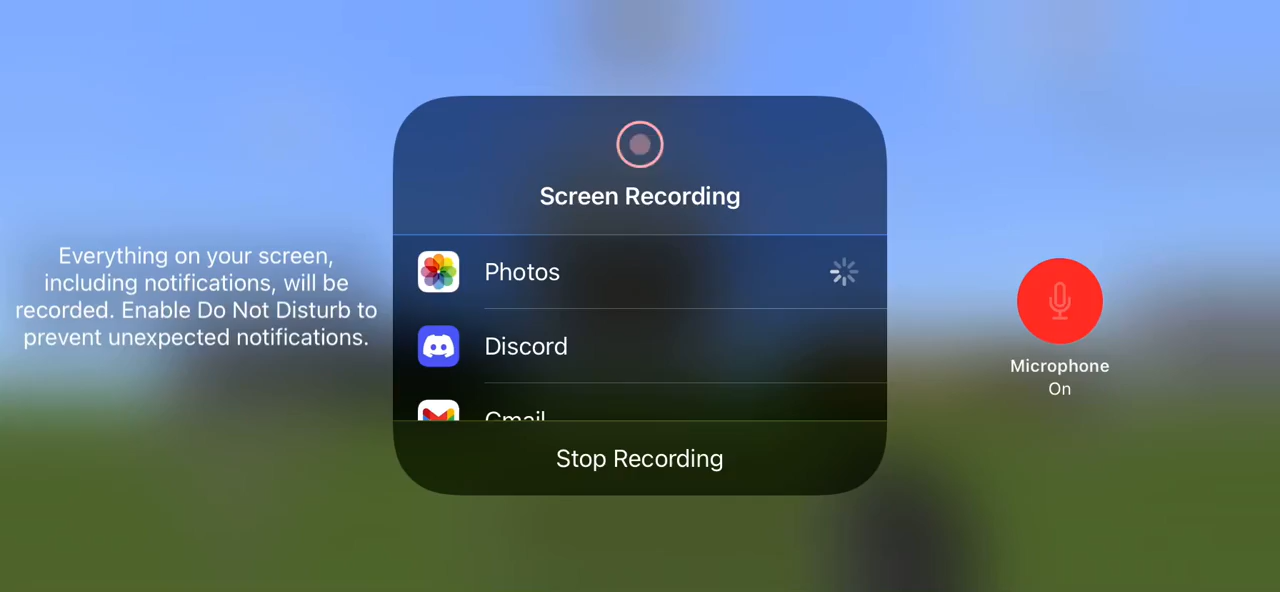 Screen Recording
Everything on your screen,
including notifications, will be
recorded. Enable Do Not Disturb to
prevent unexpected notifications.
Photos
Discord
Gmail
Stop Recording
Microphone
On